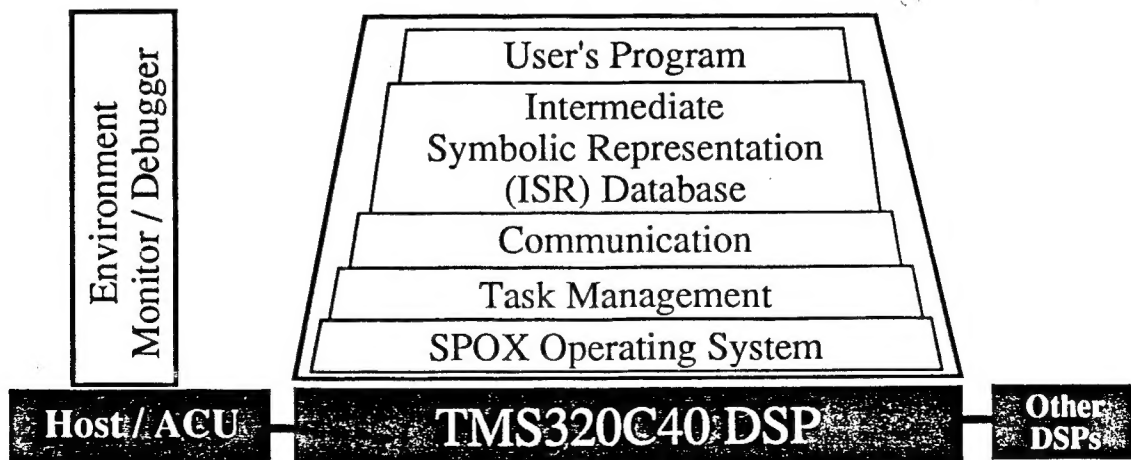 Environment
Monitor / Debugger
User's Program
Intermediate
Symbolic Representation
(ISR) Database
Communication
Task Management
SPOX Operating System
Host / ACU
TMS320C40 DSP
Other
DSPs